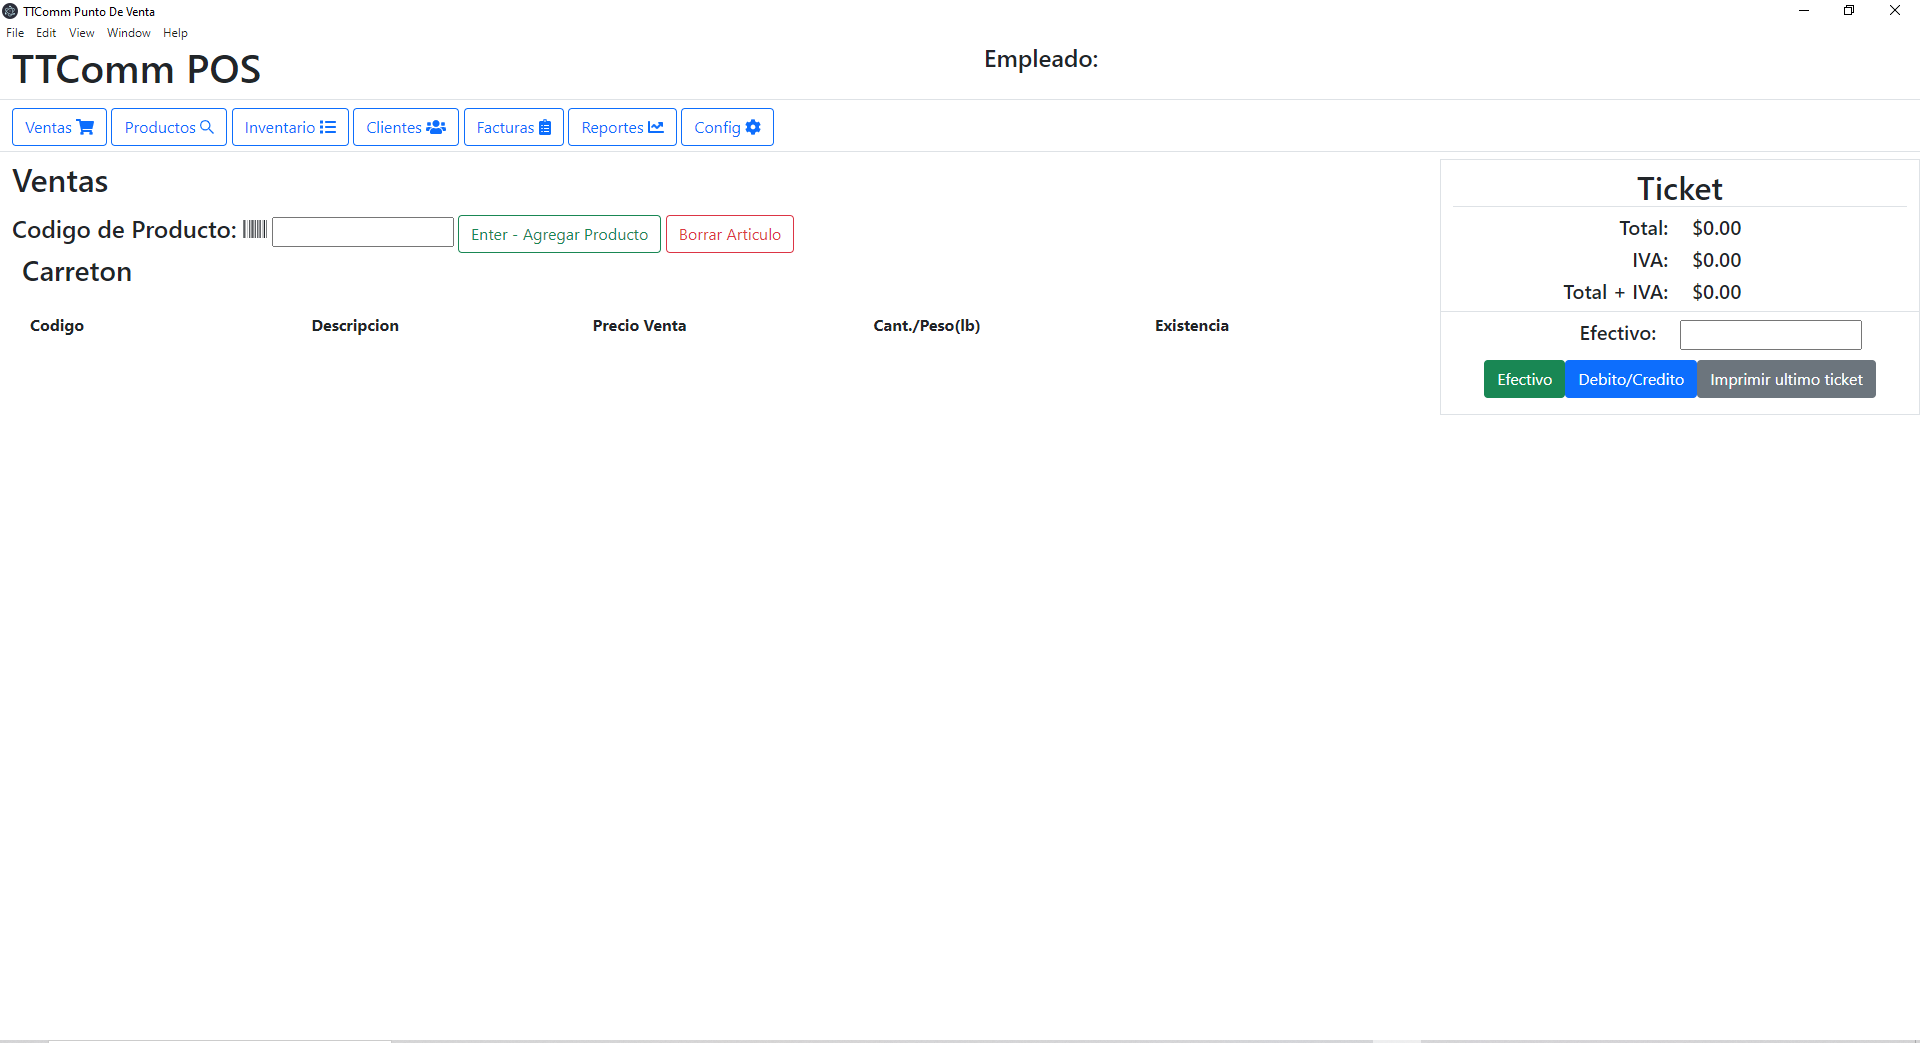 TTComm Punto De Venta
File Edit View Window Help
TTComm POS
Empleado:
Ventas Productos Inventario Clientes Facturas Reportes Config
Ventas
Codigo de Producto: Enter - Agregar Producto Borrar Articulo
Carreton
Codigo Descripcion Precio Venta Cant./Peso(lb) Existencia
Ticket
Total: $0.00
IVA: $0.00
Total + IVA: $0.00
Efectivo:
Efectivo Debito/Credito Imprimir ultimo ticket